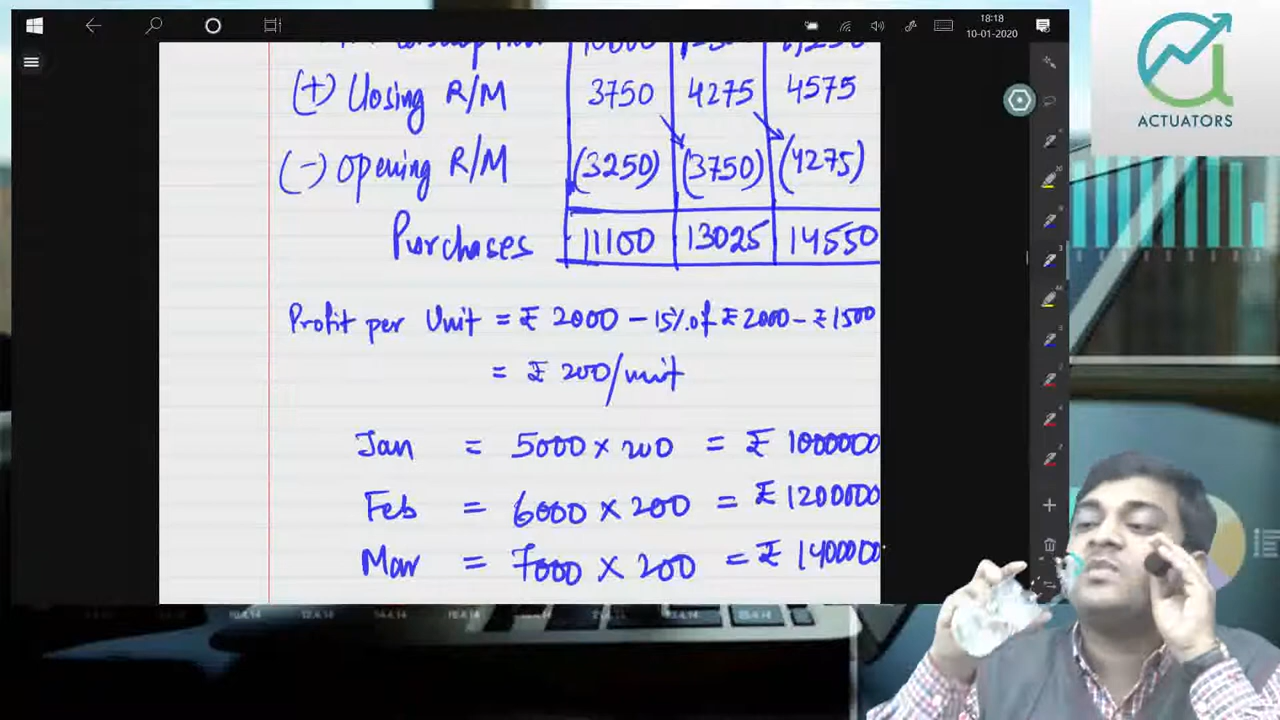 18:18
10-01-2020
ACTUATORS
(+) Closing R/M 3750 4275 4575
(-) Opening R/M (3250) (3750) (4275)
Purchases 11100 13025 14550
Profit per Unit = ₹ 2000 - 15% of ₹ 2000 - ₹ 1500
= ₹ 200/unit
Jan = 5000 × 200 = ₹ 1000000
Feb = 6000 × 200 = ₹ 1200000
Mar = 7000 × 200 = ₹ 1400000